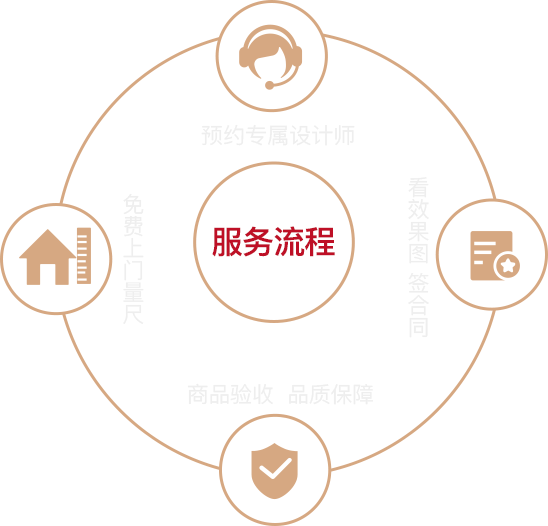 预约专属设计师
免费上门量尺
服务流程
看效果图 签合同
商品验收 品质保障